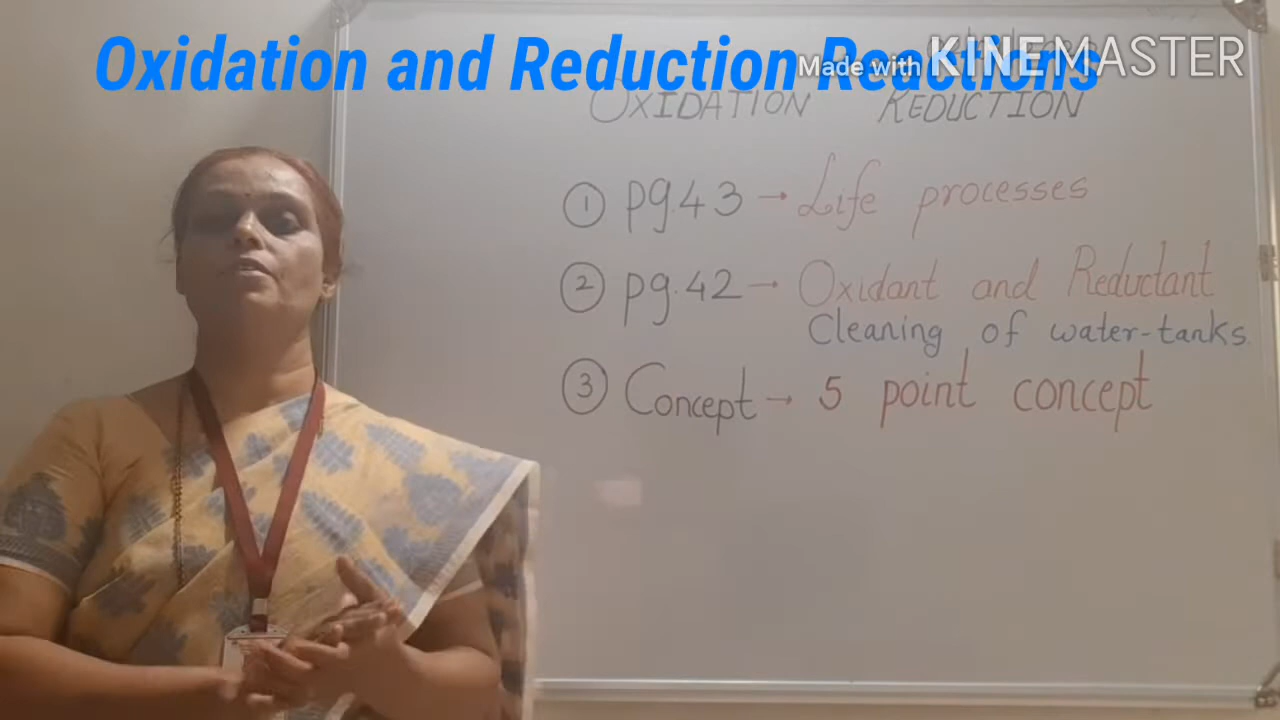 Oxidation and Reduction Reactions
Made with KINEMASTER
OXIDATION REDUCTION
① pg.43 → Life processes
② pg.42 → Oxidant and Reductant
Cleaning of water-tanks
③ Concept → 5 point concept